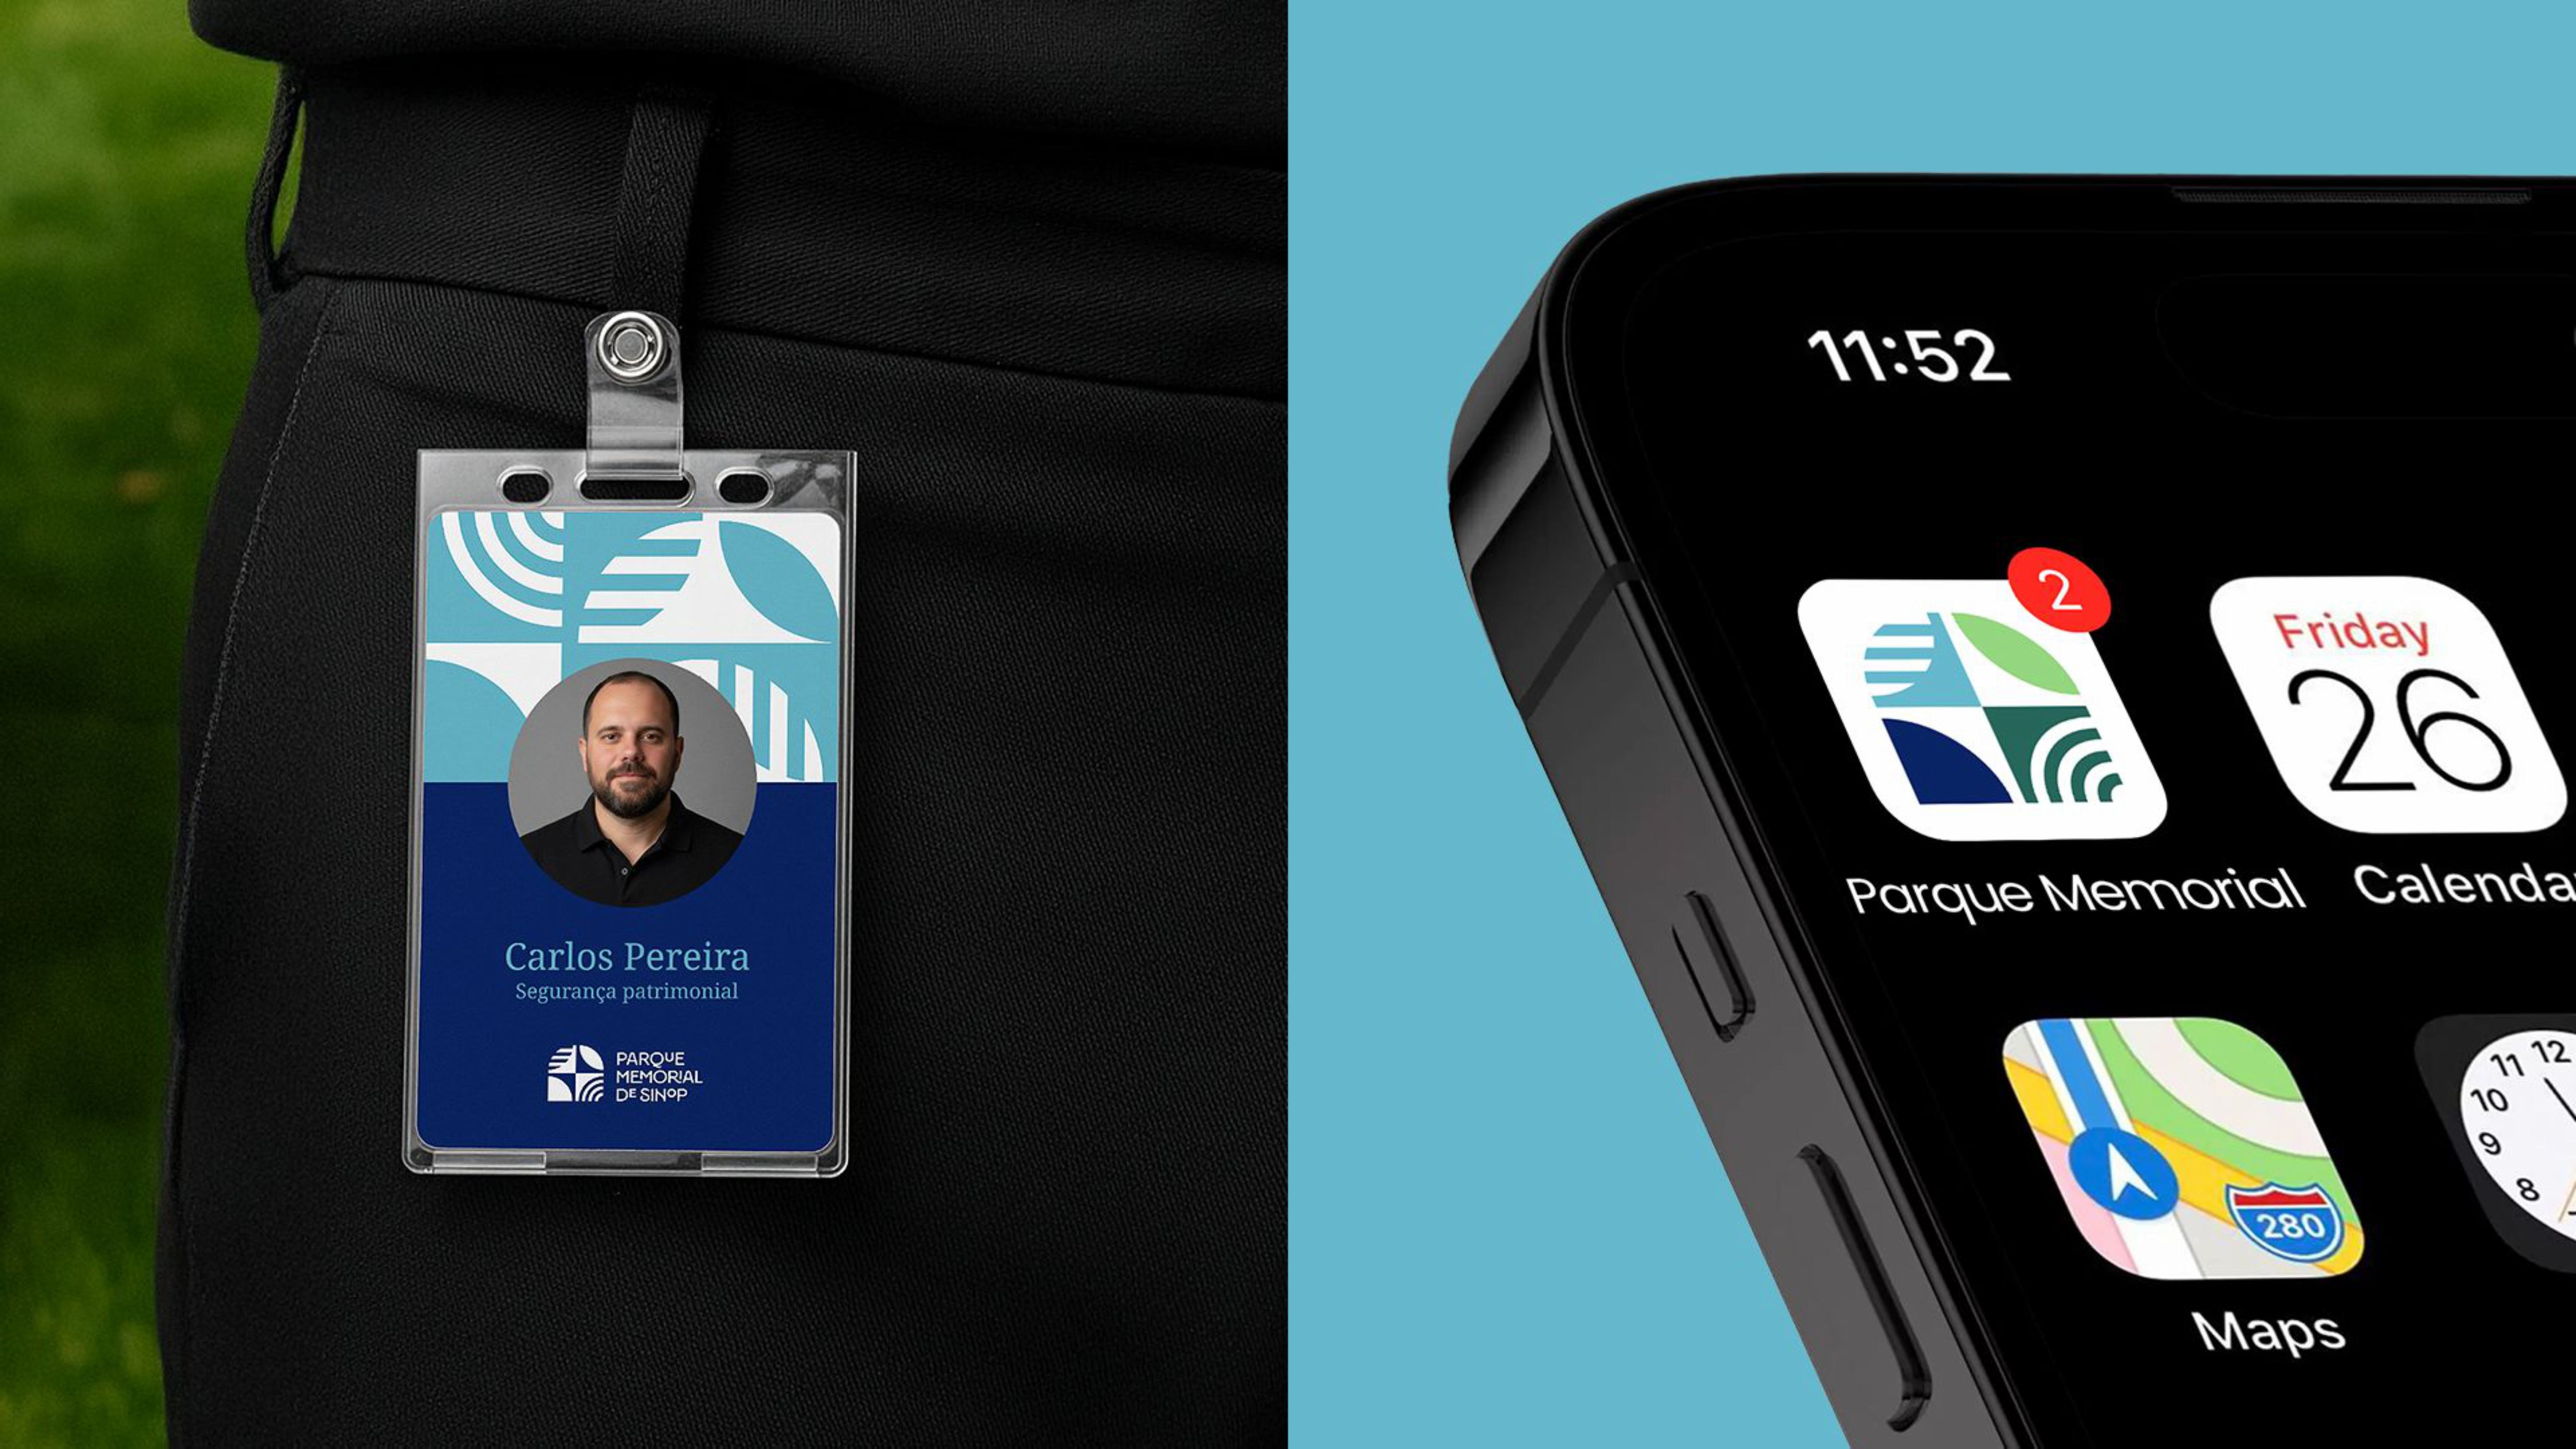 Carlos Pereira
Segurança patrimonial
PARQUE
MEMORIAL
DE SINOP
11:52
2
Friday
26
Parque Memorial
Calenda
280
Maps
11 12
10
9
8